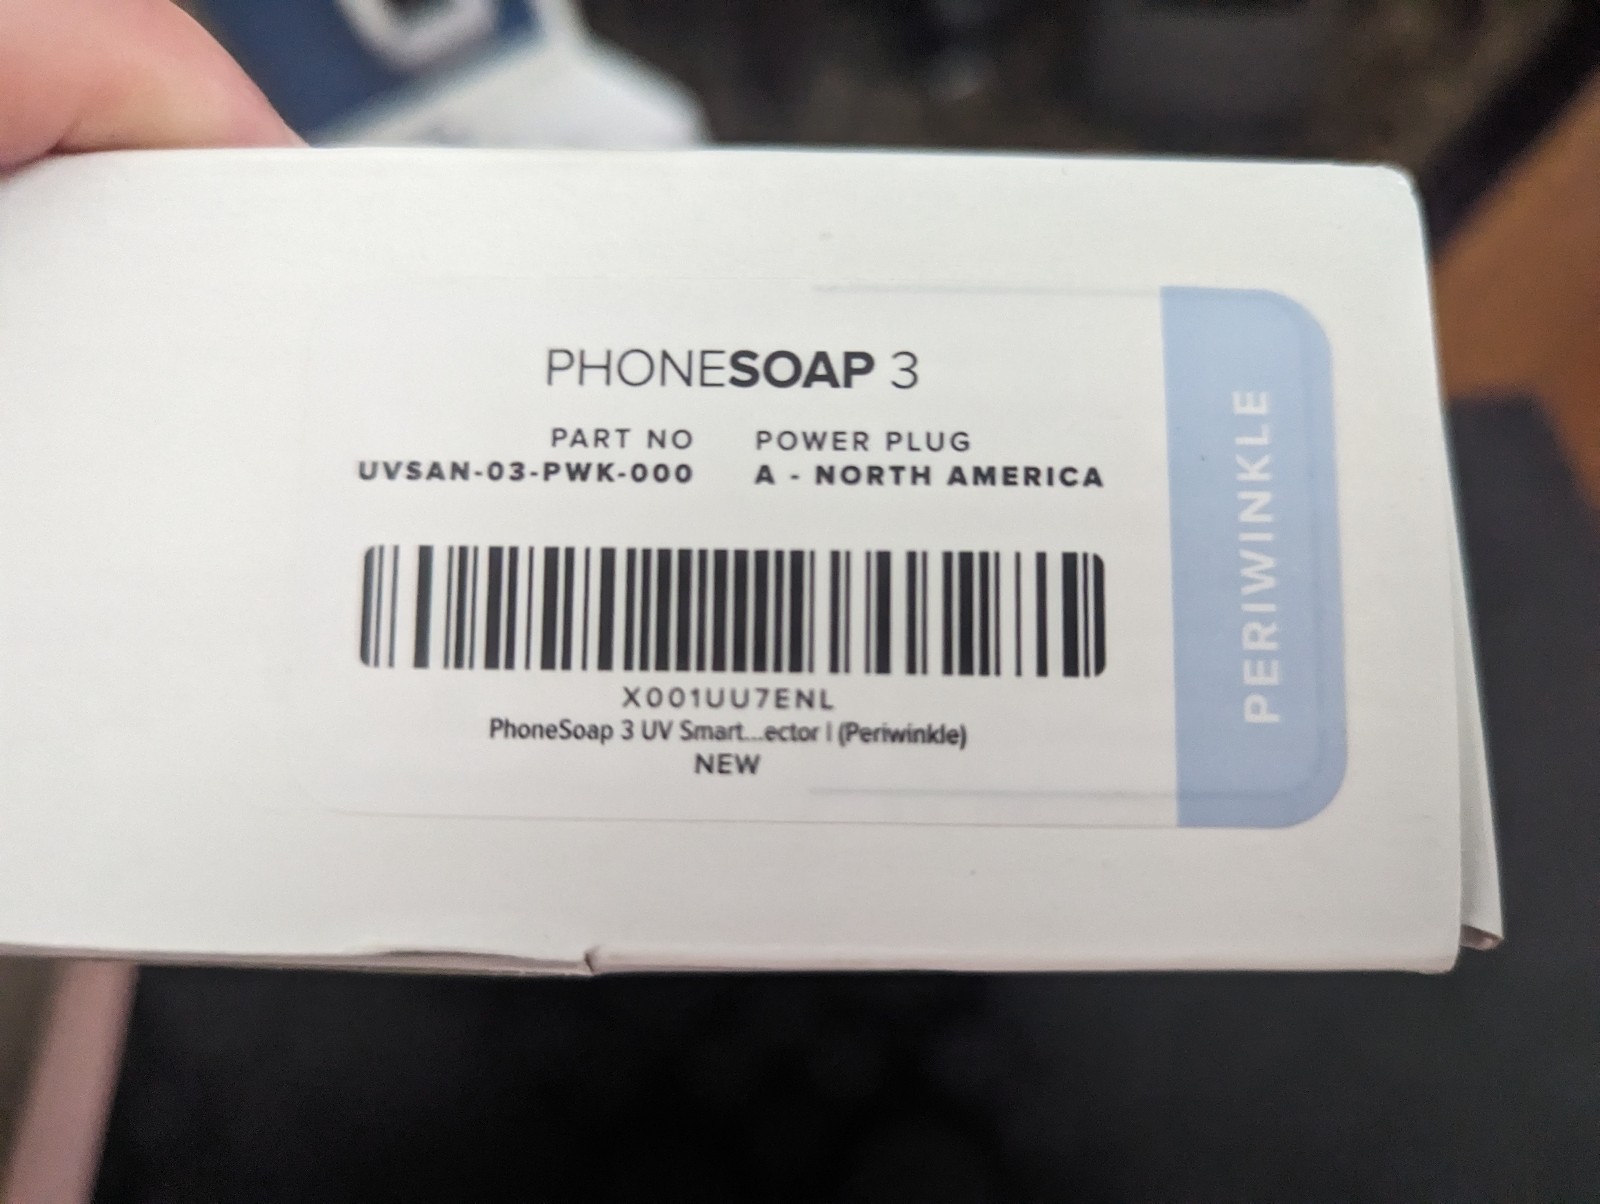 PHONESOAP 3
PART NO
UVSAN-03-PWK-000
POWER PLUG
A - NORTH AMERICA
X001UU7ENL
PhoneSoap 3 UV Smart...ector | (Periwinkle)
NEW
PERIWINKLE